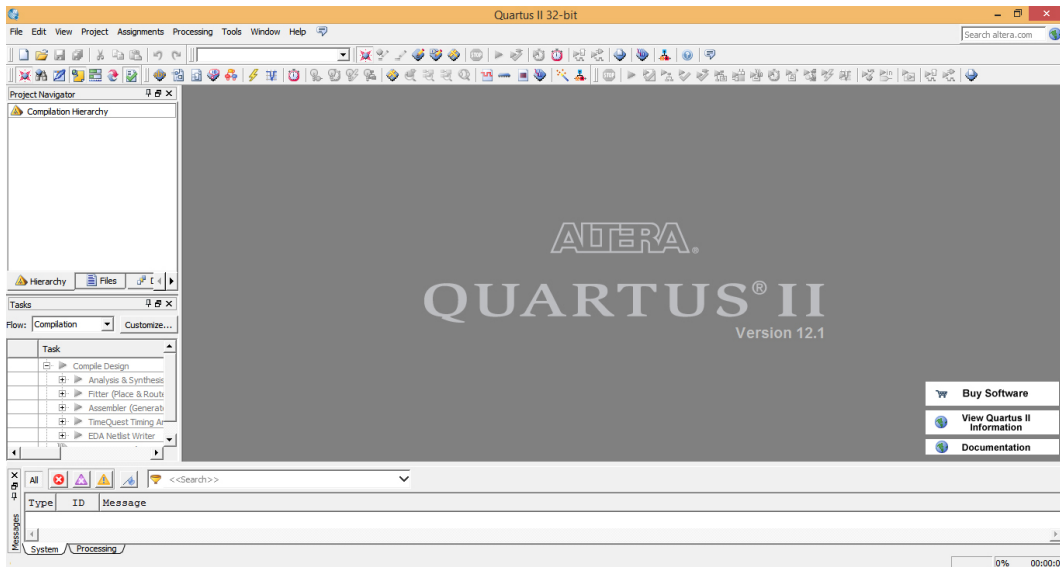 Quartus II 32-bit
File Edit View Project Assignments Processing Tools Window Help
Search altera.com
Project Navigator
Compilation Hierarchy
Hierarchy Files
Tasks
Flow: Compilation Customize...
Task
Compile Design
Analysis & Synthesis
Fitter (Place & Route
Assembler (Generat
TimeQuest Timing An
EDA Netlist Writer
ALTERA®
QUARTUS® II
Version 12.1
Buy Software
View Quartus II
Information
Documentation
All <<Search>>
Type ID Message
Messages
System Processing
0% 00:00:0